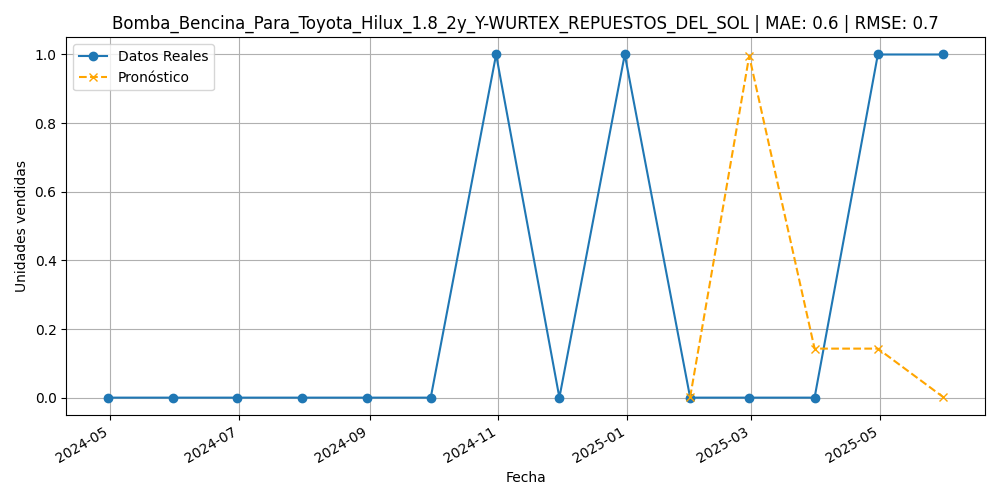 Bomba_Bencina_Para_Toyota_Hilux_1.8_2y_Y-WURTEX_REPUESTOS_DEL_SOL | MAE: 0.6 | RMSE: 0.7
Datos Reales
Pronóstico
Unidades vendidas
1.0
0.8
0.6
0.4
0.2
0.0
2024-05
2024-07
2024-09
2024-11
2025-01
2025-03
2025-05
Fecha